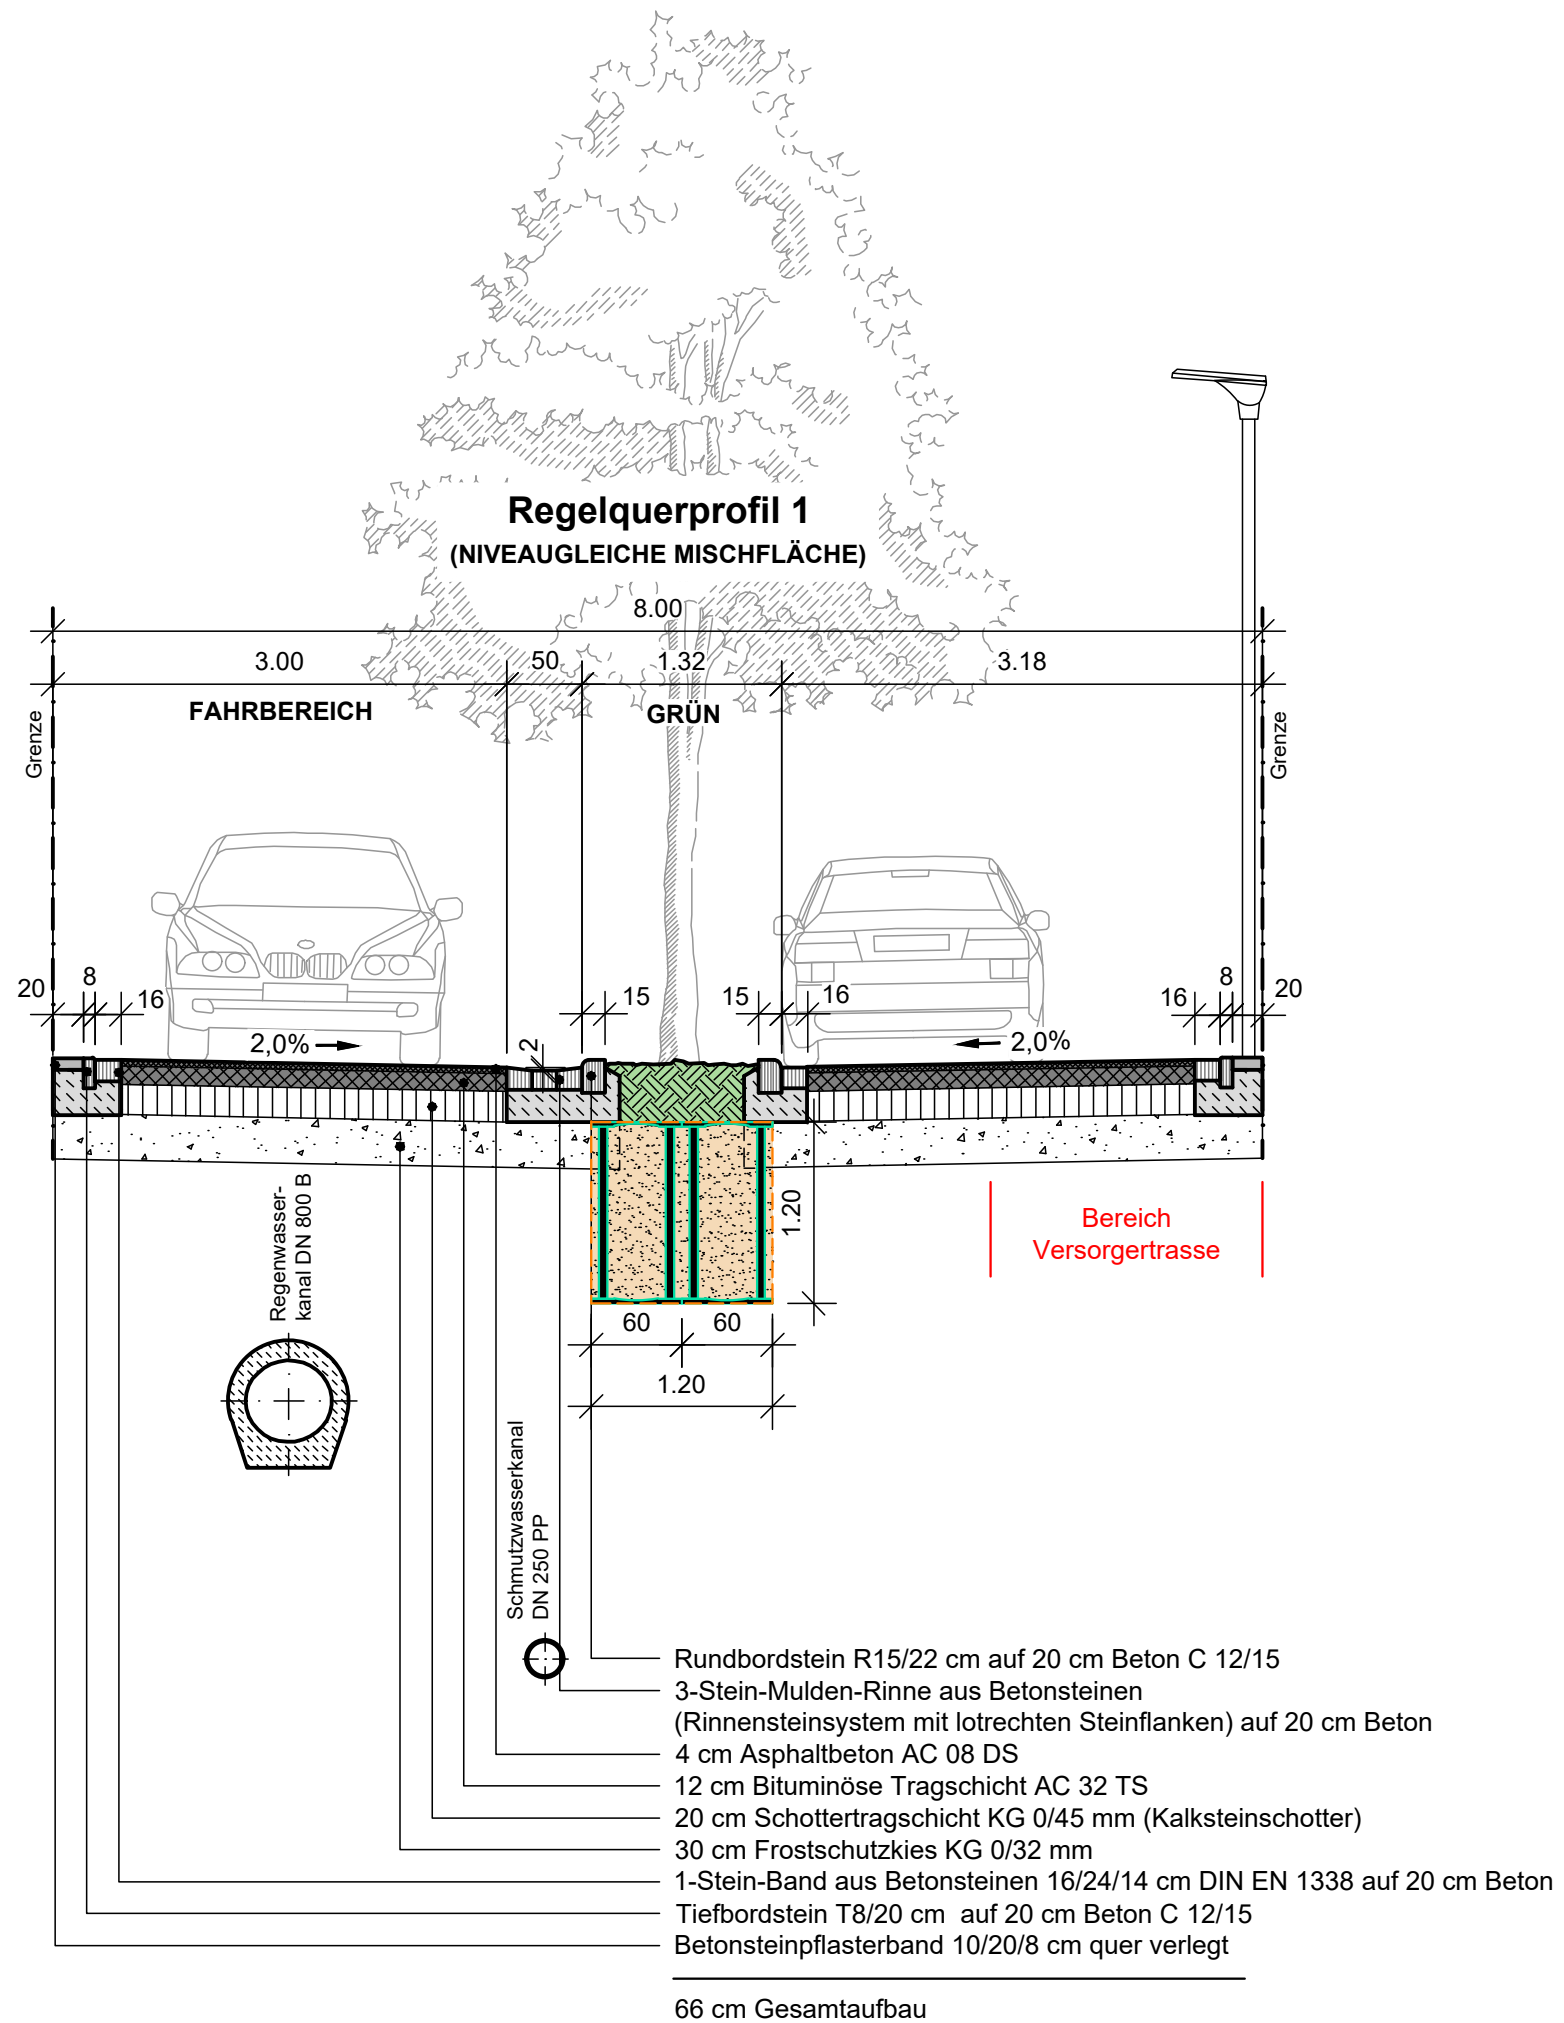 Regelquerprofil 1
(NIVEAUGLEICHE MISCHFLÄCHE)
8.00
3.00
50
1.32
3.18
FAHRBEREICH
GRÜN
Grenze
Grenze
20
8
16
15
15
16
16
8
20
2,0%
2
2,0%
Regenwasser-
kanal DN 800 B
1.20
Bereich
Versorgertrasse
60
60
1.20
Schmutzwasserkanal
DN 250 PP
Rundbordstein R15/22 cm auf 20 cm Beton C 12/15
3-Stein-Mulden-Rinne aus Betonsteinen
(Rinnensteinsystem mit lotrechten Steinflanken) auf 20 cm Beton
4 cm Asphaltbeton AC 08 DS
12 cm Bituminöse Tragschicht AC 32 TS
20 cm Schottertragschicht KG 0/45 mm (Kalksteinschotter)
30 cm Frostschutzkies KG 0/32 mm
1-Stein-Band aus Betonsteinen 16/24/14 cm DIN EN 1338 auf 20 cm Beton
Tiefbordstein T8/20 cm auf 20 cm Beton C 12/15
Betonsteinpflasterband 10/20/8 cm quer verlegt
66 cm Gesamtaufbau